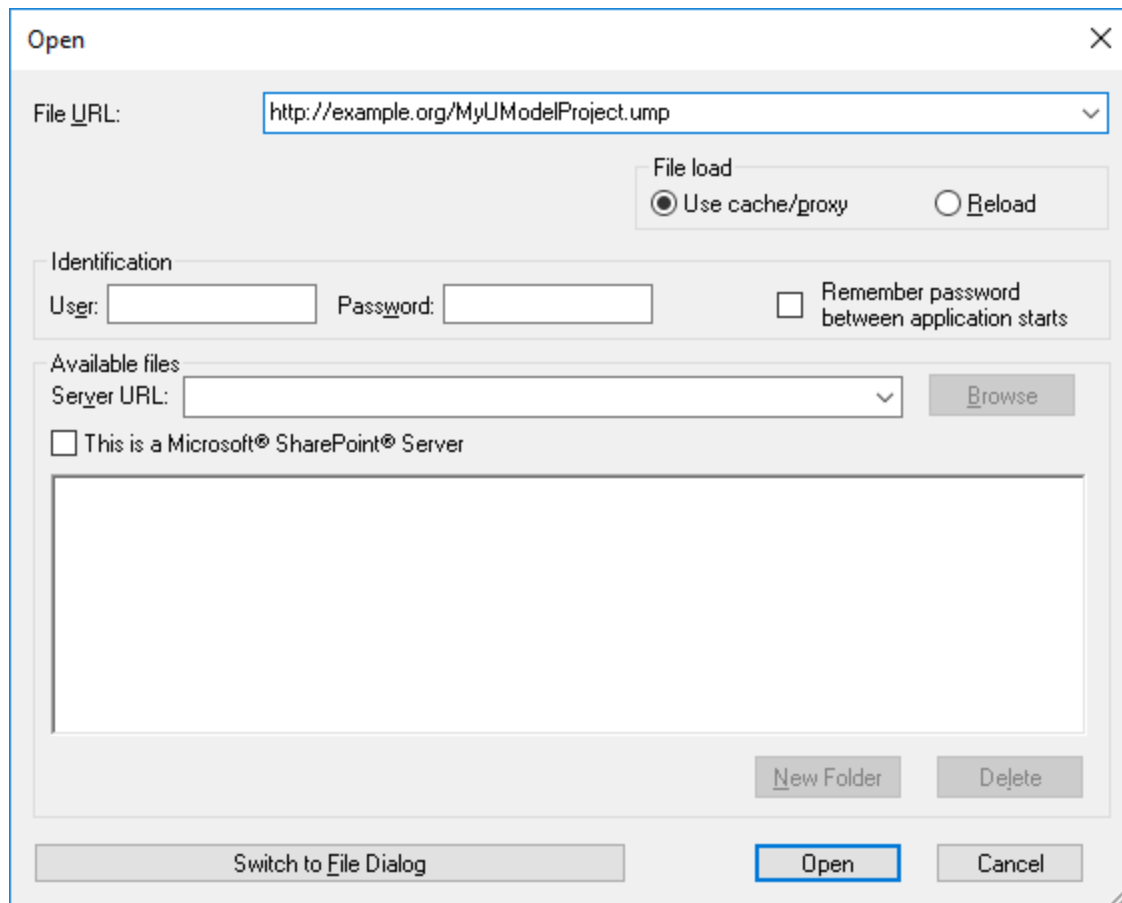 Open
File URL: http://example.org/MyUModelProject.ump
File load
Use cache/proxy Reload
Identification
User: Password: Remember password
between application starts
Available files
Server URL: Browse
This is a Microsoft® SharePoint® Server
New Folder Delete
Switch to File Dialog Open Cancel